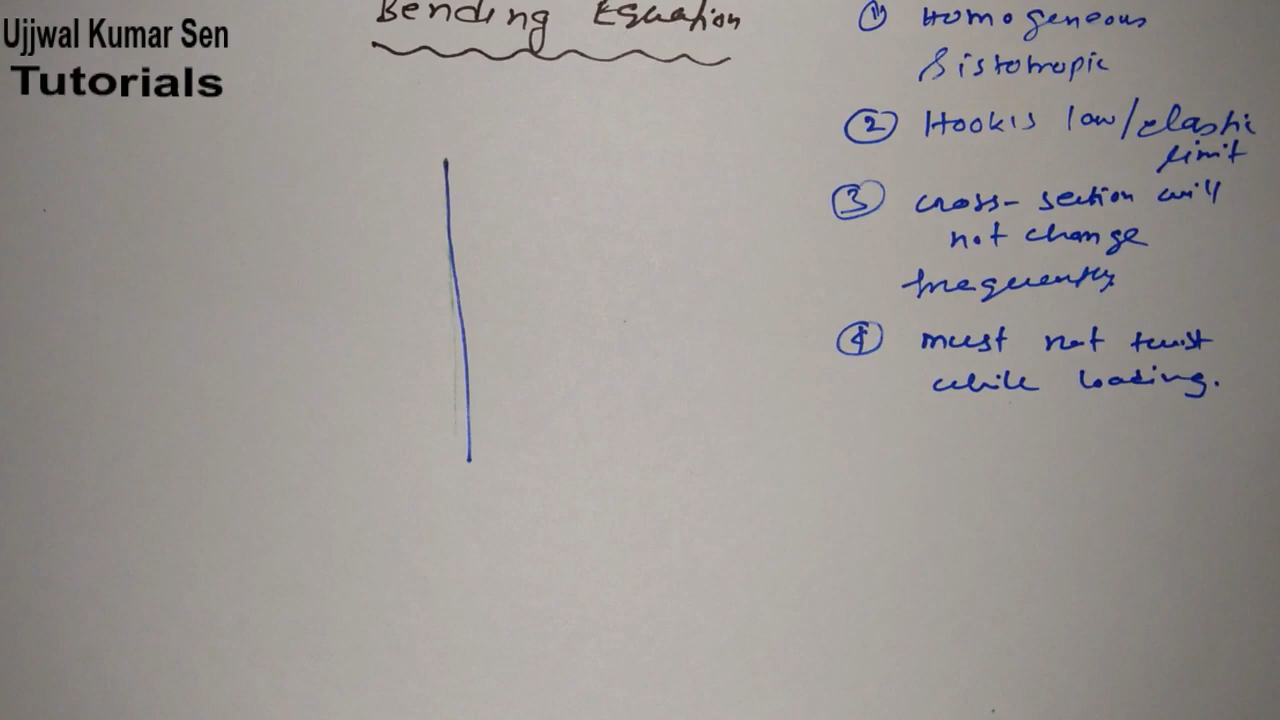 Ujjwal Kumar Sen
Tutorials
Bending Equation
① Homogeneous
& isotropic
② Hook's law/elastic
limit
③ cross-section will
not change
frequently
④ must not twist
while loading.